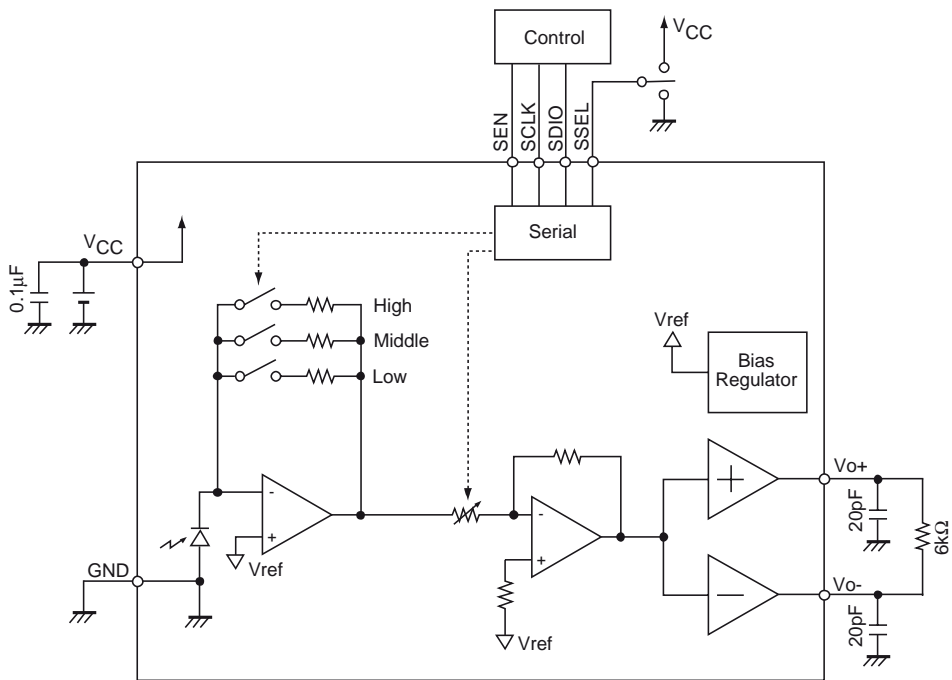 Control
VCC
SEN
SCLK
SDIO
SSEL
Serial
VCC
0.1μF
High
Middle
Low
Vref
Bias
Regulator
-
+
Vref
GND
-
+
Vref
+
−
Vo+
20pF
6kΩ
Vo-
20pF